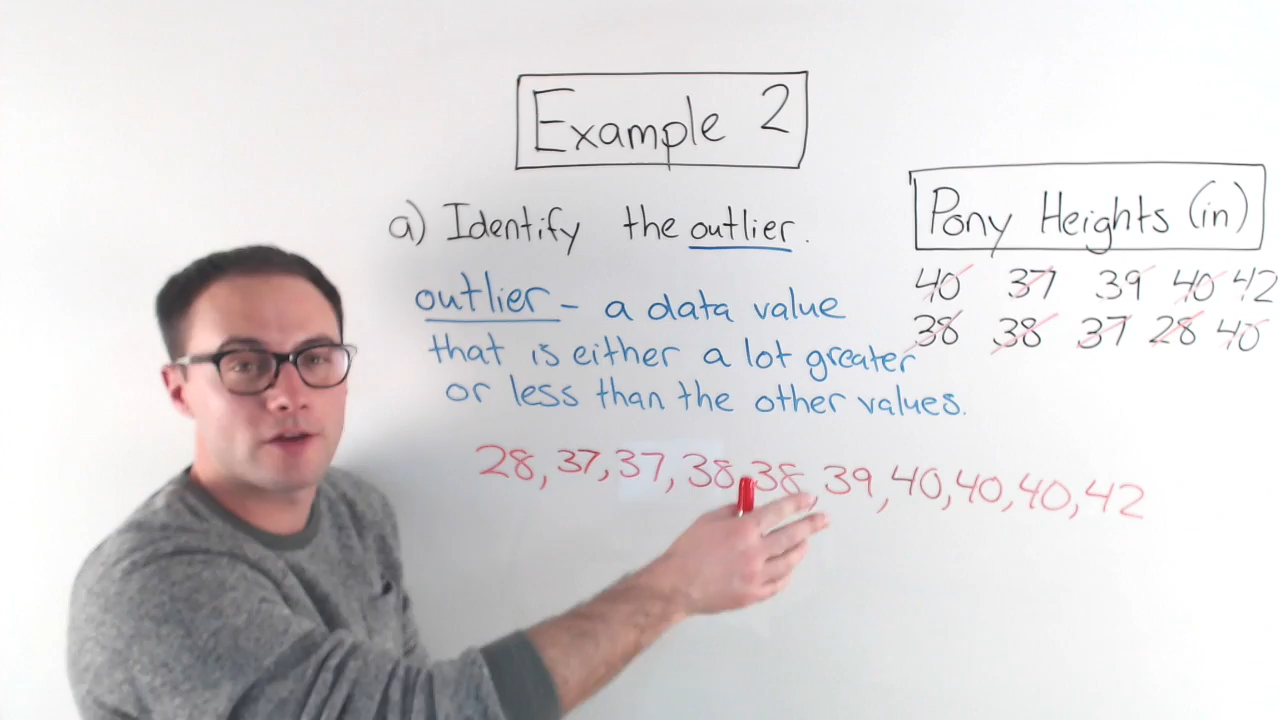 Example 2
a) Identify the outlier.
outlier - a data value
that is either a lot greater
or less than the other values.
28, 37, 37, 38, 38, 39, 40, 40, 40, 42
Pony Heights (in)
40 37 39 40 42
38 38 37 28 40